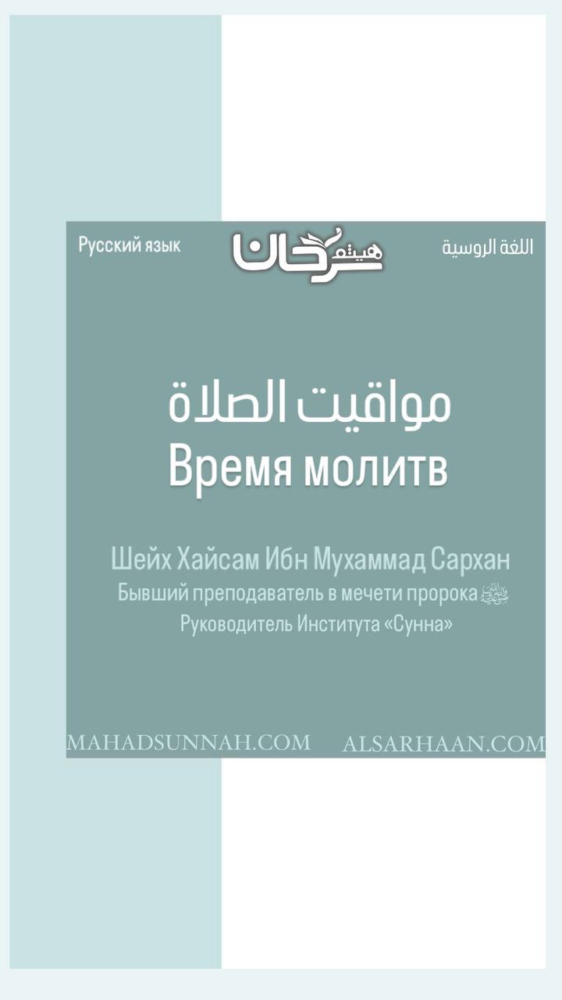 Русский язык
هيثم سرحان
اللغة الروسية
مواقيت الصلاة
Время молитв
Шейх Хайсам Ибн Мухаммад Сархан
Бывший преподаватель в мечети пророка ﷺ
Руководитель Института «Сунна»
MAHADSUNNAH.COM
ALSARHAAN.COM